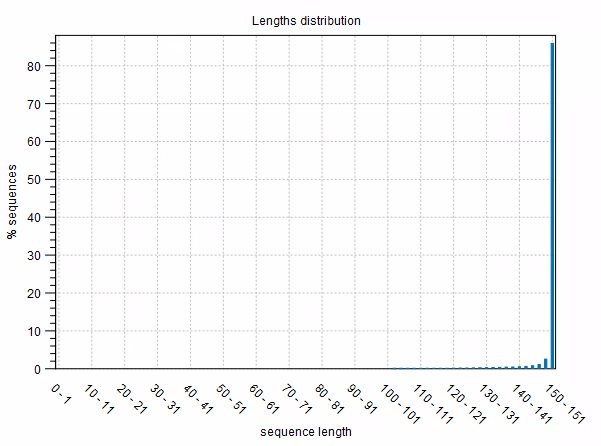 Lengths distribution
% sequences
80
70
60
50
40
30
20
10
0
0 - 1
10 - 11
20 - 21
30 - 31
40 - 41
50 - 51
60 - 61
70 - 71
80 - 81
90 - 91
100 - 101
110 - 111
120 - 121
130 - 131
140 - 141
150 - 151
sequence length